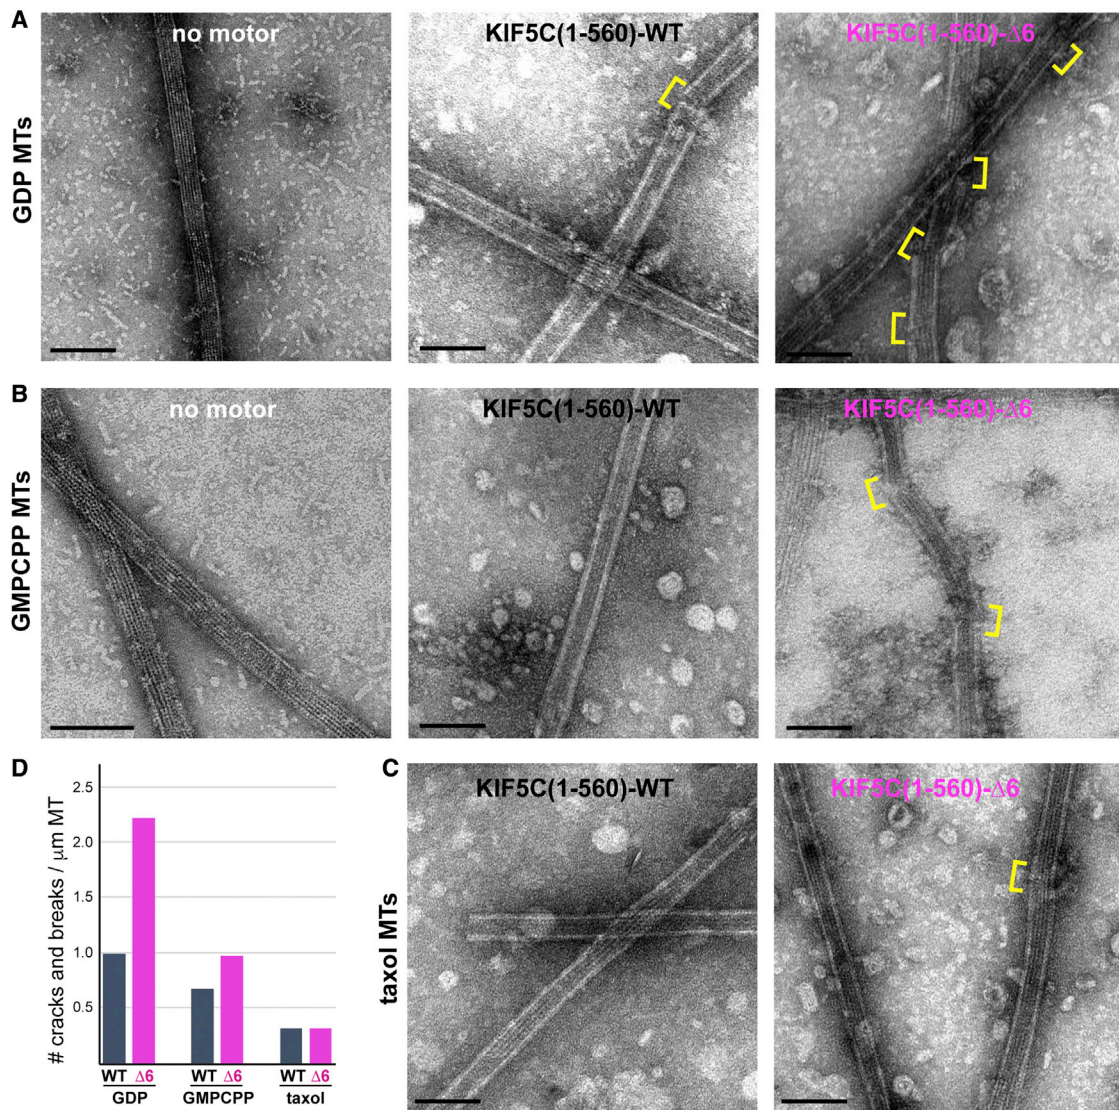 A
GDP MTs
no motor
KIF5C(1-560)-WT
KIF5C(1-560)-Δ6
B
GMPCPP MTs
no motor
KIF5C(1-560)-WT
KIF5C(1-560)-Δ6
D
# cracks and breaks / μm MT
2.5
2.0
1.5
1.0
0.5
WT Δ6 WT Δ6 WT Δ6
GDP GMPCPP taxol
C
taxol MTs
KIF5C(1-560)-WT
KIF5C(1-560)-Δ6